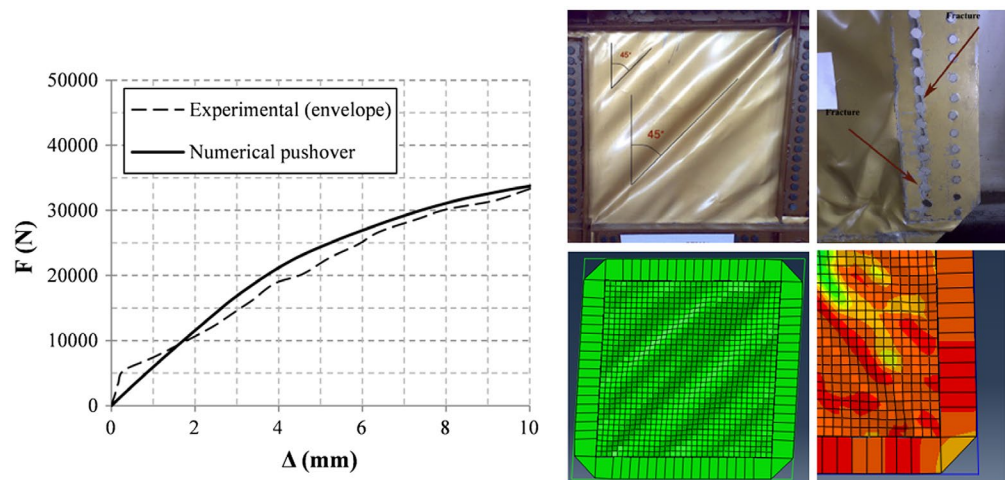 50000
40000
30000
20000
10000
0
F (N)
Experimental (envelope)
Numerical pushover
0 2 4 6 8 10
Δ (mm)
45°
45°
Fracture
Fracture